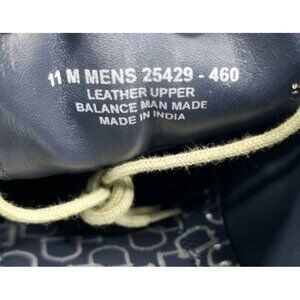 11 M MENS 25429 - 460
LEATHER UPPER
BALANCE MAN MADE
MADE IN INDIA